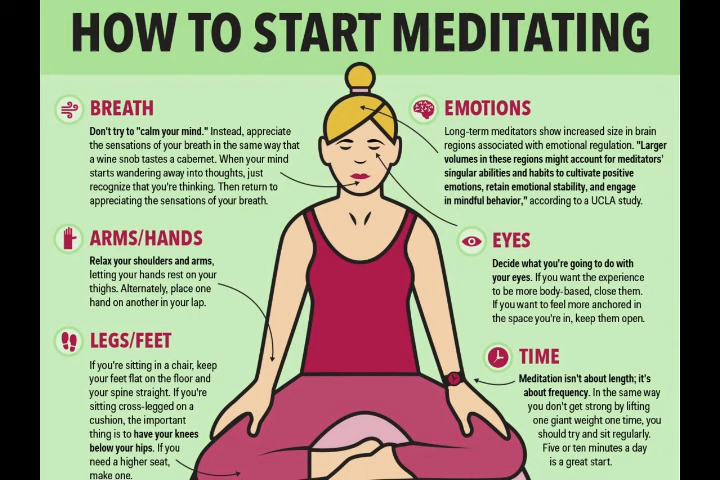 HOW TO START MEDITATING
BREATH
Don't try to "calm your mind." Instead, appreciate
the sensations of your breath in the same way that
a wine snob tastes a cabernet. When your mind
starts wandering away into thoughts, just
recognize that you're thinking. Then return to
appreciating the sensations of your breath.
EMOTIONS
Long-term meditators show increased size in brain
regions associated with emotional regulation. "Larger
volumes in these regions might account for meditators'
singular abilities and habits to cultivate positive
emotions, retain emotional stability, and engage
in mindful behavior," according to a UCLA study.
ARMS/HANDS
Relax your shoulders and arms,
letting your hands rest on your
thighs. Alternately, place one
hand on another in your lap.
EYES
Decide what you're going to do with
your eyes. If you want the experience
to be more body-based, close them.
If you want to feel more anchored in
the space you're in, keep them open.
LEGS/FEET
If you're sitting in a chair, keep
your feet flat on the floor and
your spine straight. If you're
sitting cross-legged on a
cushion, the important
thing is to have your knees
below your hips. If you
need a higher seat,
make one.
TIME
Meditation isn't about length; it's
about frequency. In the same way
you don't get strong by lifting
one giant weight one time, you
should try and sit regularly.
Five or ten minutes a day
is a great start.